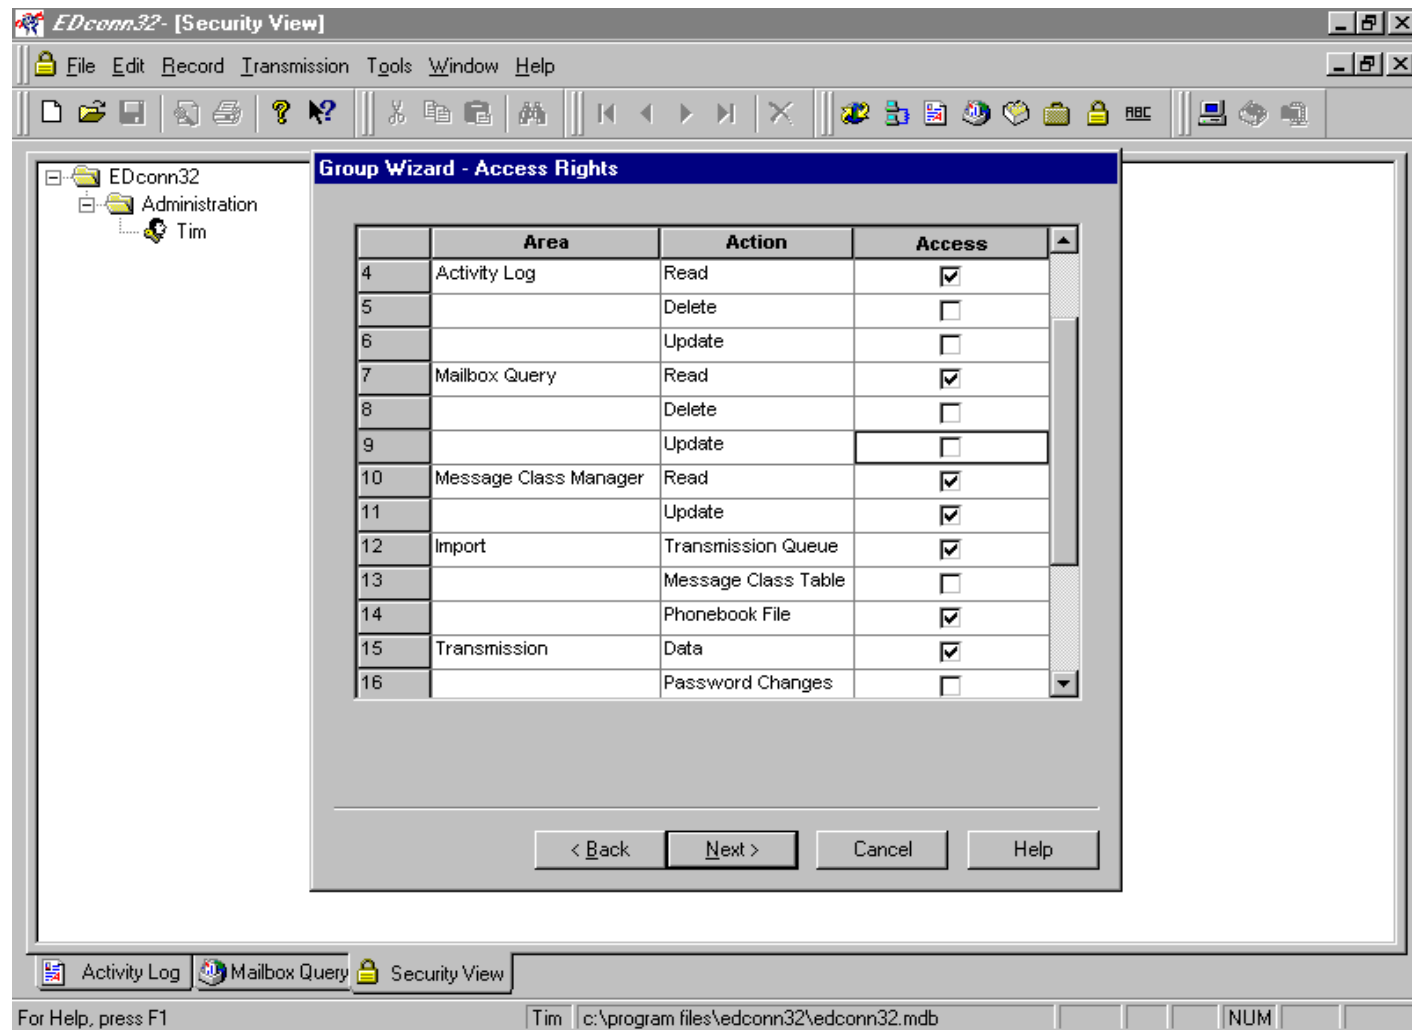 EDconn32 - [Security View]
File Edit Record Transmission Tools Window Help
ABC
EDconn32
Administration
Tim
Group Wizard - Access Rights
Area Action Access
4 Activity Log Read
5 Delete
6 Update
7 Mailbox Query Read
8 Delete
9 Update
10 Message Class Manager Read
11 Update
12 Import Transmission Queue
13 Message Class Table
14 Phonebook File
15 Transmission Data
16 Password Changes
< Back Next > Cancel Help
Activity Log Mailbox Query Security View
For Help, press F1 Tim c:\program files\edconn32\edconn32.mdb NUM